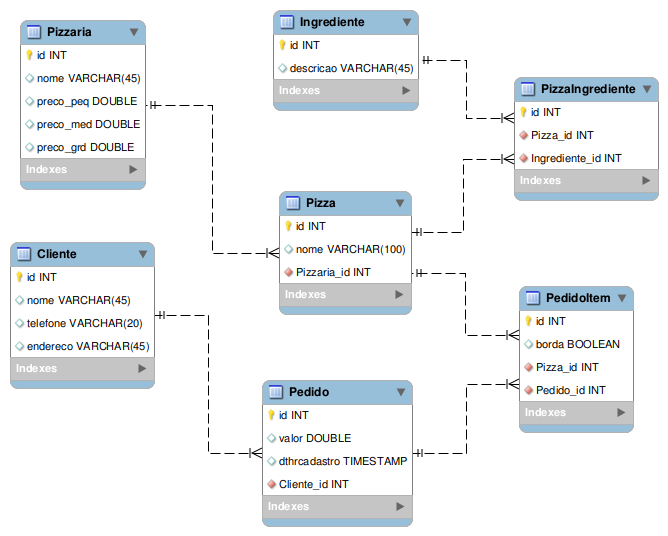 Pizzaria
id INT
nome VARCHAR(45)
preco_peq DOUBLE
preco_med DOUBLE
preco_grd DOUBLE
Indexes
Ingrediente
id INT
descricao VARCHAR(45)
Indexes
PizzaIngrediente
id INT
Pizza_id INT
Ingrediente_id INT
Indexes
Pizza
id INT
nome VARCHAR(100)
Pizzaria_id INT
Indexes
Cliente
id INT
nome VARCHAR(45)
telefone VARCHAR(20)
endereco VARCHAR(45)
Indexes
PedidoItem
id INT
borda BOOLEAN
Pizza_id INT
Pedido_id INT
Indexes
Pedido
id INT
valor DOUBLE
dthrcadastro TIMESTAMP
Cliente_id INT
Indexes